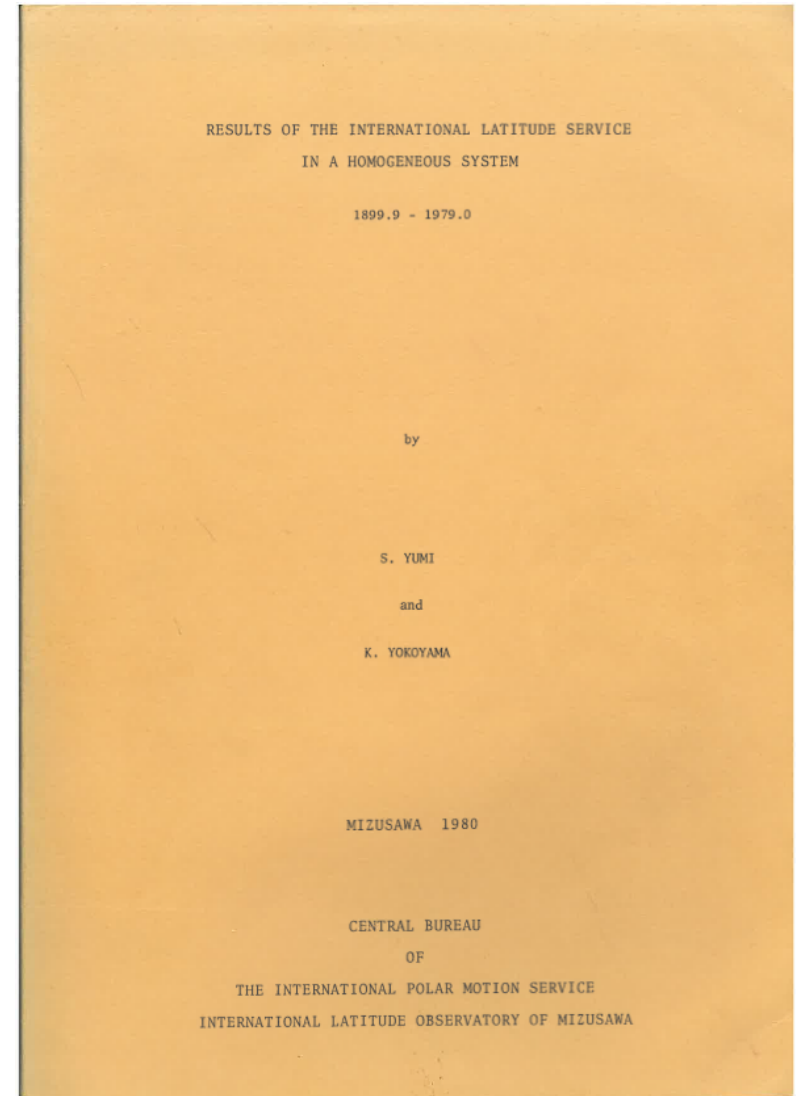 RESULTS OF THE INTERNATIONAL LATITUDE SERVICE
IN A HOMOGENEOUS SYSTEM
1899.9 - 1979.0
by
S. YUMI
and
K. YOKOYAMA
MIZUSAWA 1980
CENTRAL BUREAU
OF
THE INTERNATIONAL POLAR MOTION SERVICE
INTERNATIONAL LATITUDE OBSERVATORY OF MIZUSAWA